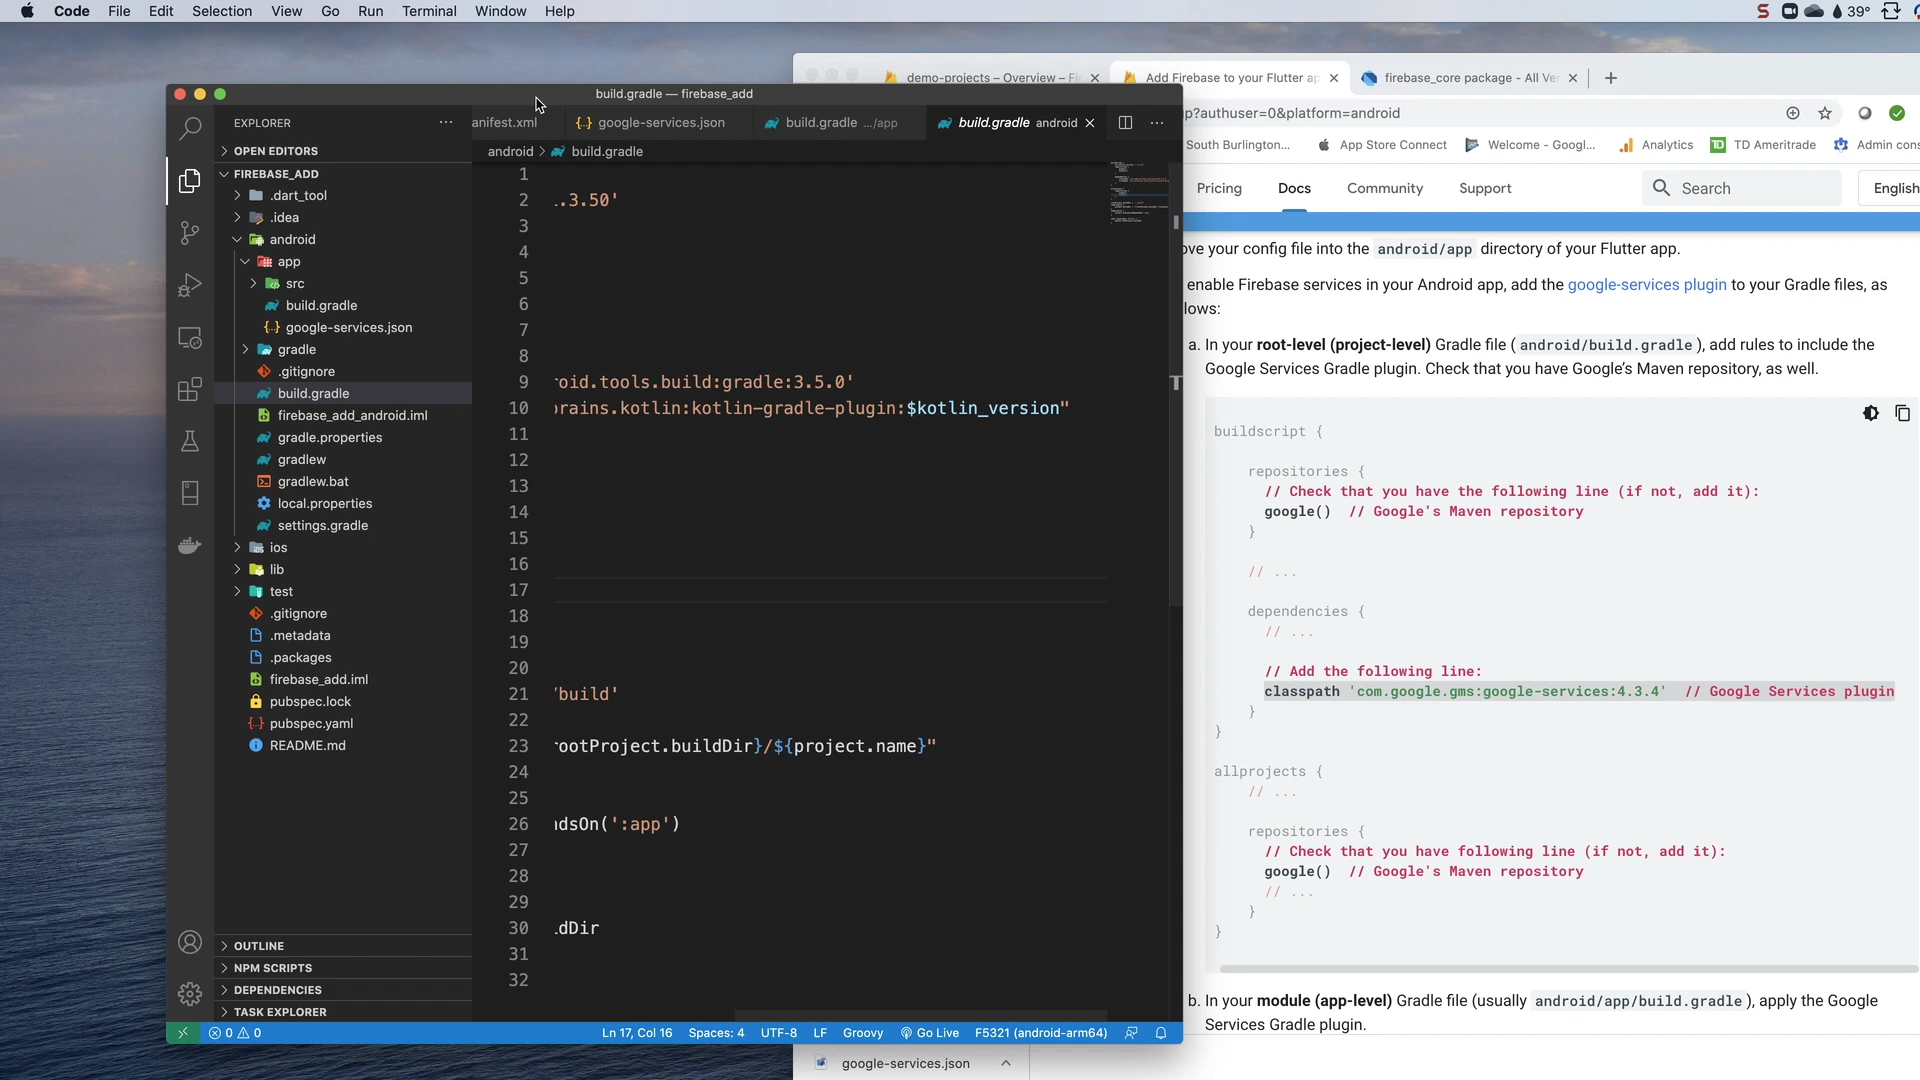 Code File Edit Selection View Go Run Terminal Window Help
39°
demo-projects – Overview – Fi
Add Firebase to your Flutter ap
firebase_core package - All Ve
p?authuser=0&platform=android
South Burlington...
App Store Connect
Welcome - Googl...
Analytics
TD Ameritrade
Admin cons
Pricing
Docs
Community
Support
Search
English
build.gradle — firebase_add
EXPLORER
anifest.xml
google-services.json
build.gradle .../app
build.gradle android
android > build.gradle
OPEN EDITORS
FIREBASE_ADD
.dart_tool
.idea
android
app
src
build.gradle
google-services.json
gradle
.gitignore
build.gradle
firebase_add_android.iml
gradle.properties
gradlew
gradlew.bat
local.properties
settings.gradle
ios
lib
test
.gitignore
.metadata
.packages
firebase_add.iml
pubspec.lock
pubspec.yaml
README.md
OUTLINE
NPM SCRIPTS
DEPENDENCIES
TASK EXPLORER
1
2 .3.50'
3
4
5
6
7
8
9 roid.tools.build:gradle:3.5.0'
10 brains.kotlin:kotlin-gradle-plugin:$kotlin_version"
11
12
13
14
15
16
17
18
19
20
21 /build'
22
23 rootProject.buildDir}/${project.name}"
24
25
26 ndsOn(':app')
27
28
29
30 ldDir
31
32
0 0
Ln 17, Col 16
Spaces: 4
UTF-8
LF
Groovy
Go Live
F5321 (android-arm64)
ove your config file into the android/app directory of your Flutter app.
enable Firebase services in your Android app, add the google-services plugin to your Gradle files, as
lows:
a. In your root-level (project-level) Gradle file ( android/build.gradle ), add rules to include the
Google Services Gradle plugin. Check that you have Google's Maven repository, as well.
buildscript {
repositories {
// Check that you have the following line (if not, add it):
google() // Google's Maven repository
}
// ...
dependencies {
// ...
// Add the following line:
classpath 'com.google.gms:google-services:4.3.4' // Google Services plugin
}
}
allprojects {
// ...
repositories {
// Check that you have following line (if not, add it):
google() // Google's Maven repository
// ...
}
}
b. In your module (app-level) Gradle file (usually android/app/build.gradle ), apply the Google
Services Gradle plugin.
google-services.json